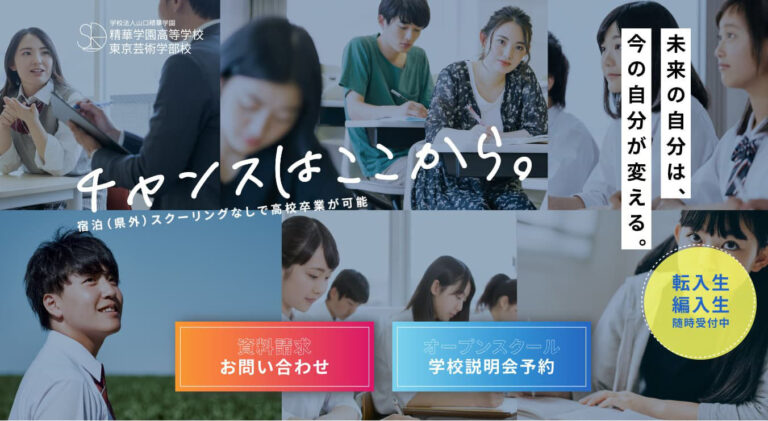 学校法人山口精華学園
精華学園高等学校
東京芸術学部校
未来の自分は、
今の自分が変える。
チャンスはここから。
宿泊(県外)スクーリングなしで高校卒業が可能
転入生
編入生
随時受付中
資料請求
お問い合わせ
オープンスクール
学校説明会予約